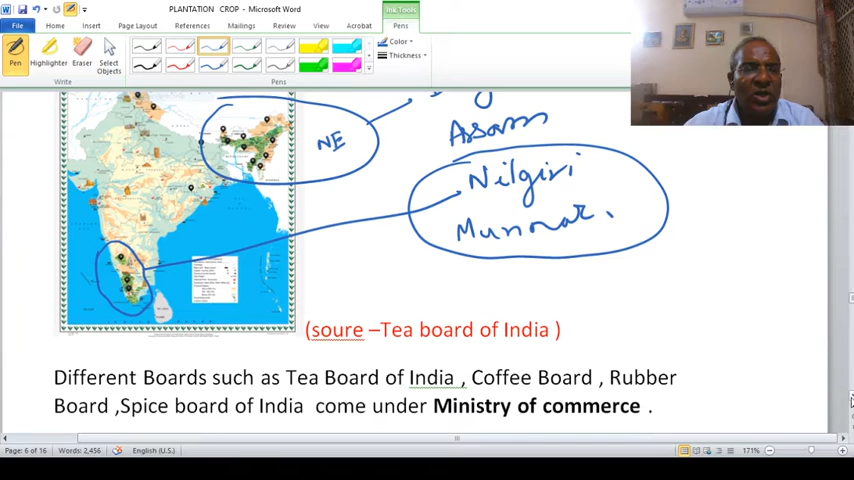 PLANTATION CROP - Microsoft Word
Ink Tools
File Home Insert Page Layout References Mailings Review View Pens
Pen Highlighter Eraser Select Objects
Color
Thickness
Write Pens
NE
Assam
Nilgiri
Munnar.
(soure –Tea board of India )
Different Boards such as Tea Board of India , Coffee Board , Rubber
Board ,Spice board of India come under Ministry of commerce .
Page: 6 of 16 Words: 2,456 English (U.S.) 171%